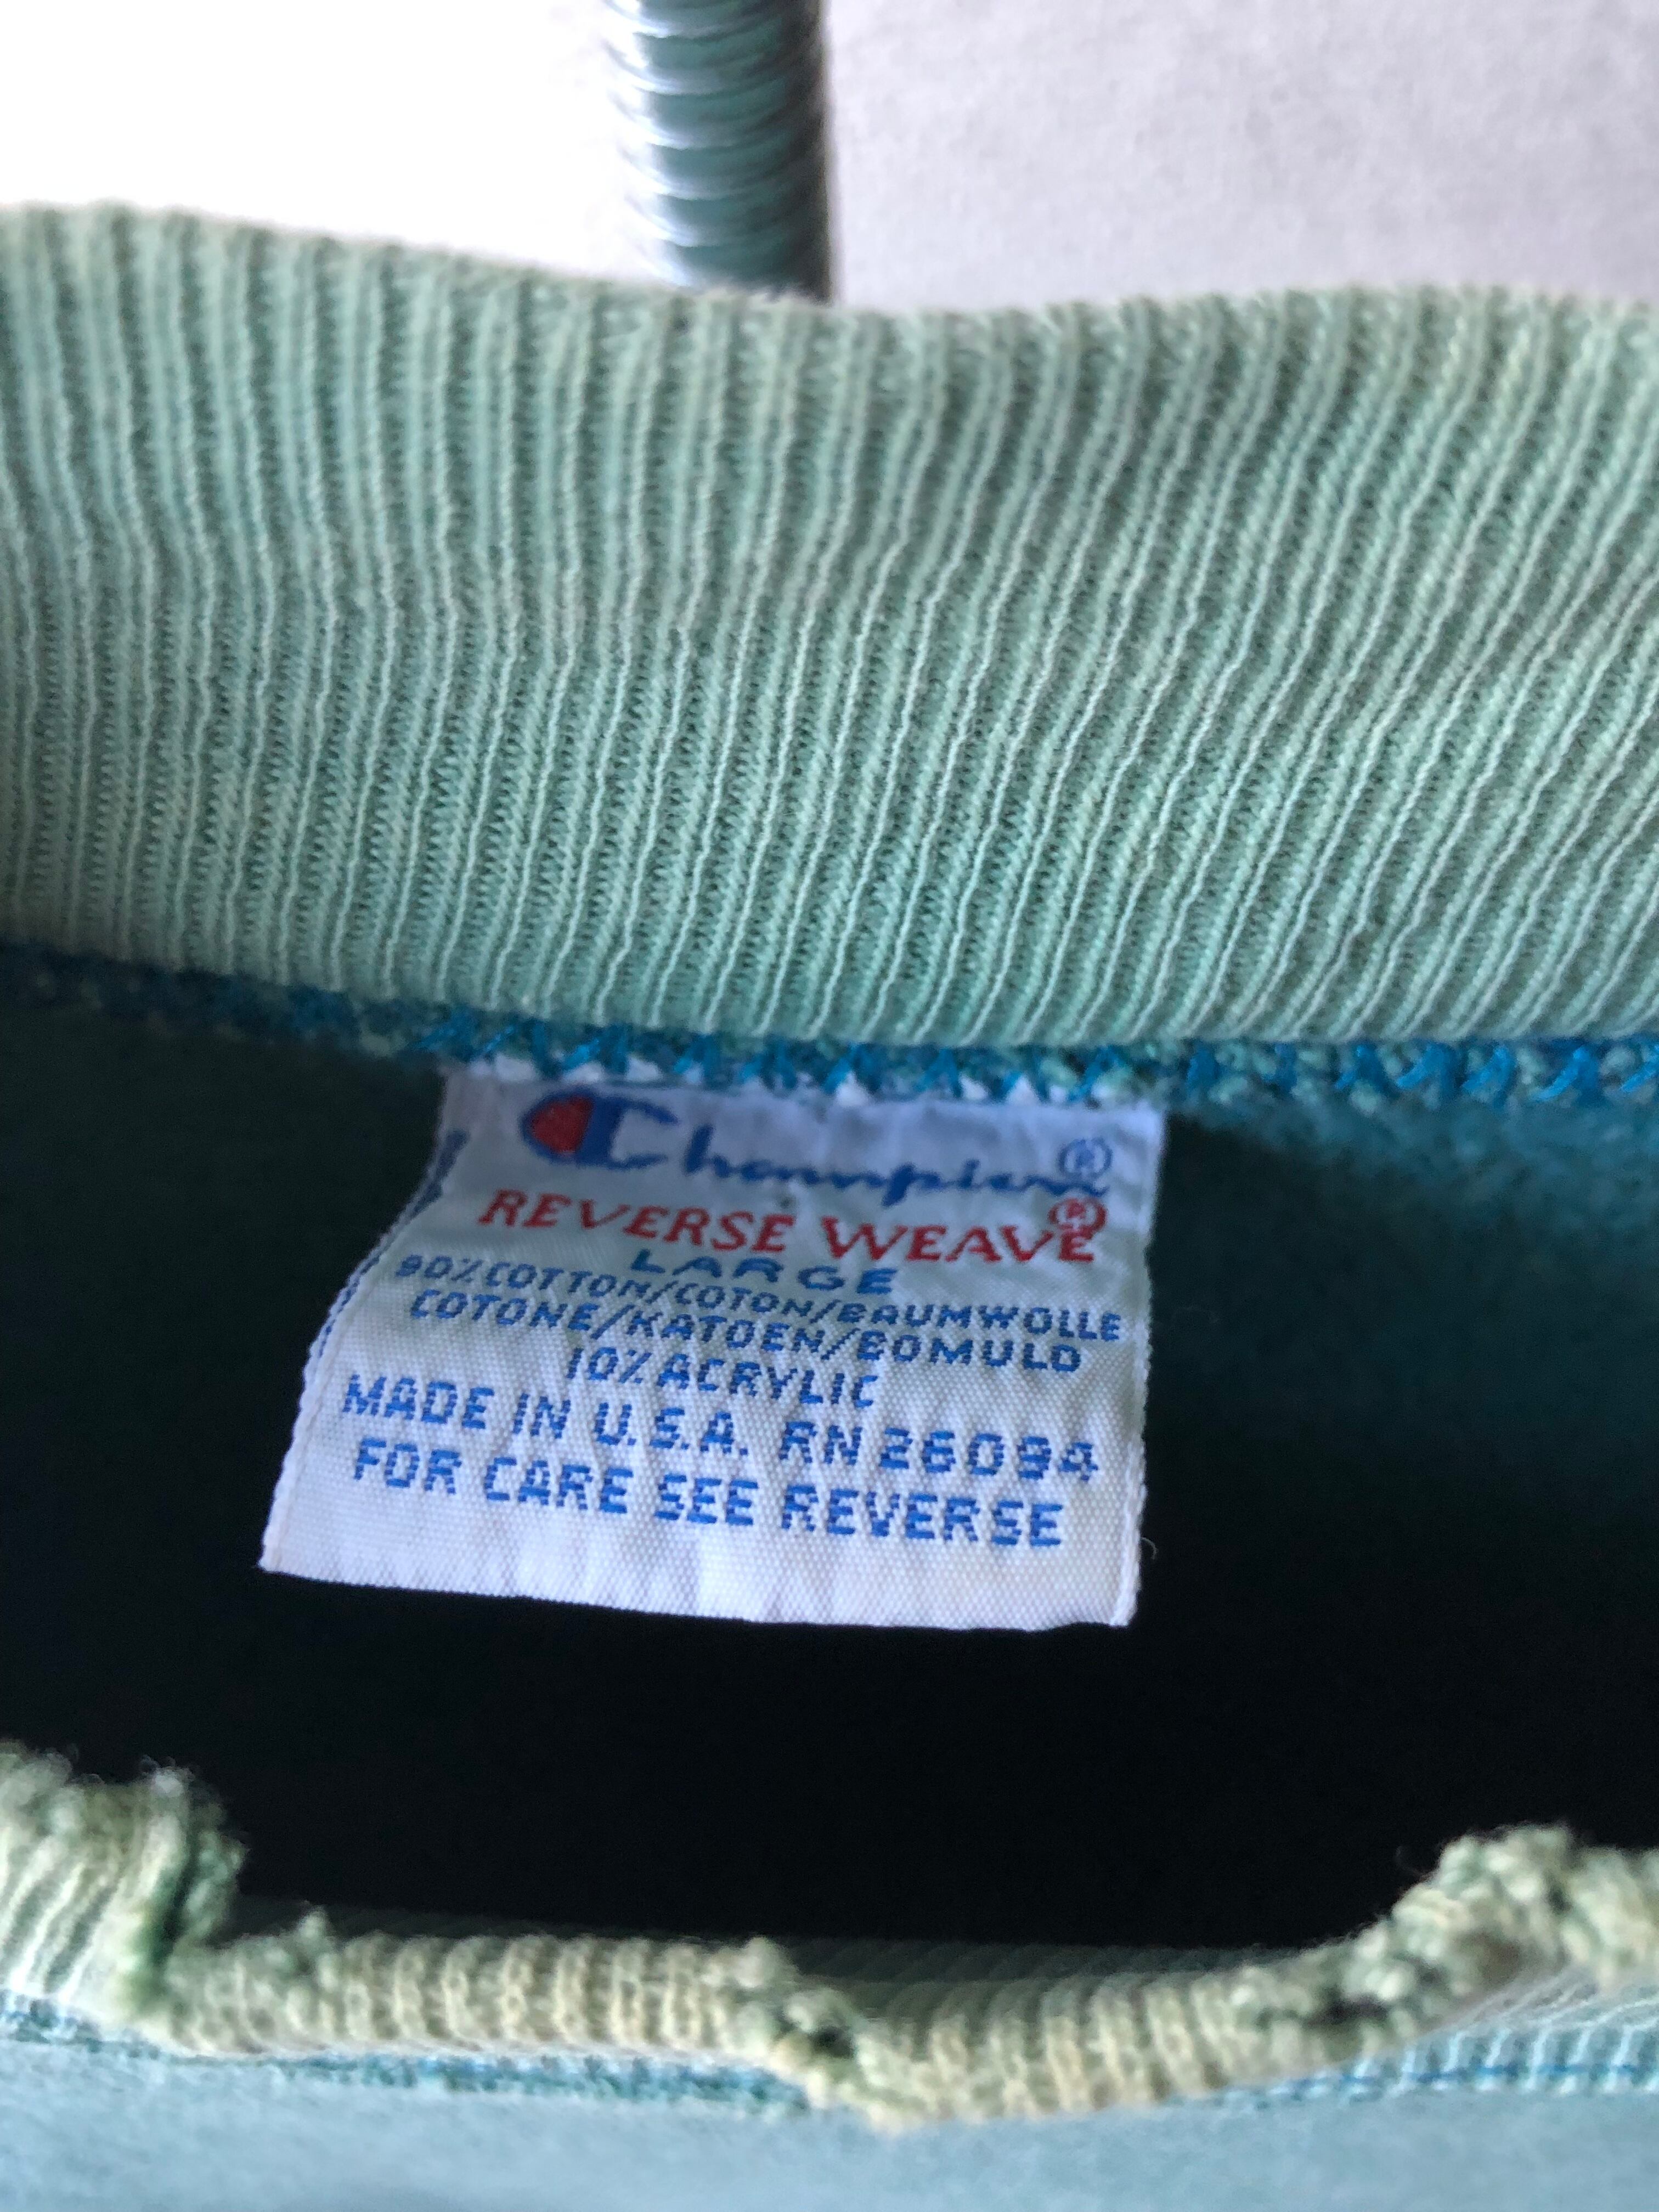 Champion®
REVERSE WEAVE®
LARGE
90% COTTON/COTON/BAUMWOLLE
COTONE/KATOEN/BOMULD
10% ACRYLIC
MADE IN U.S.A. RN 26094
FOR CARE SEE REVERSE